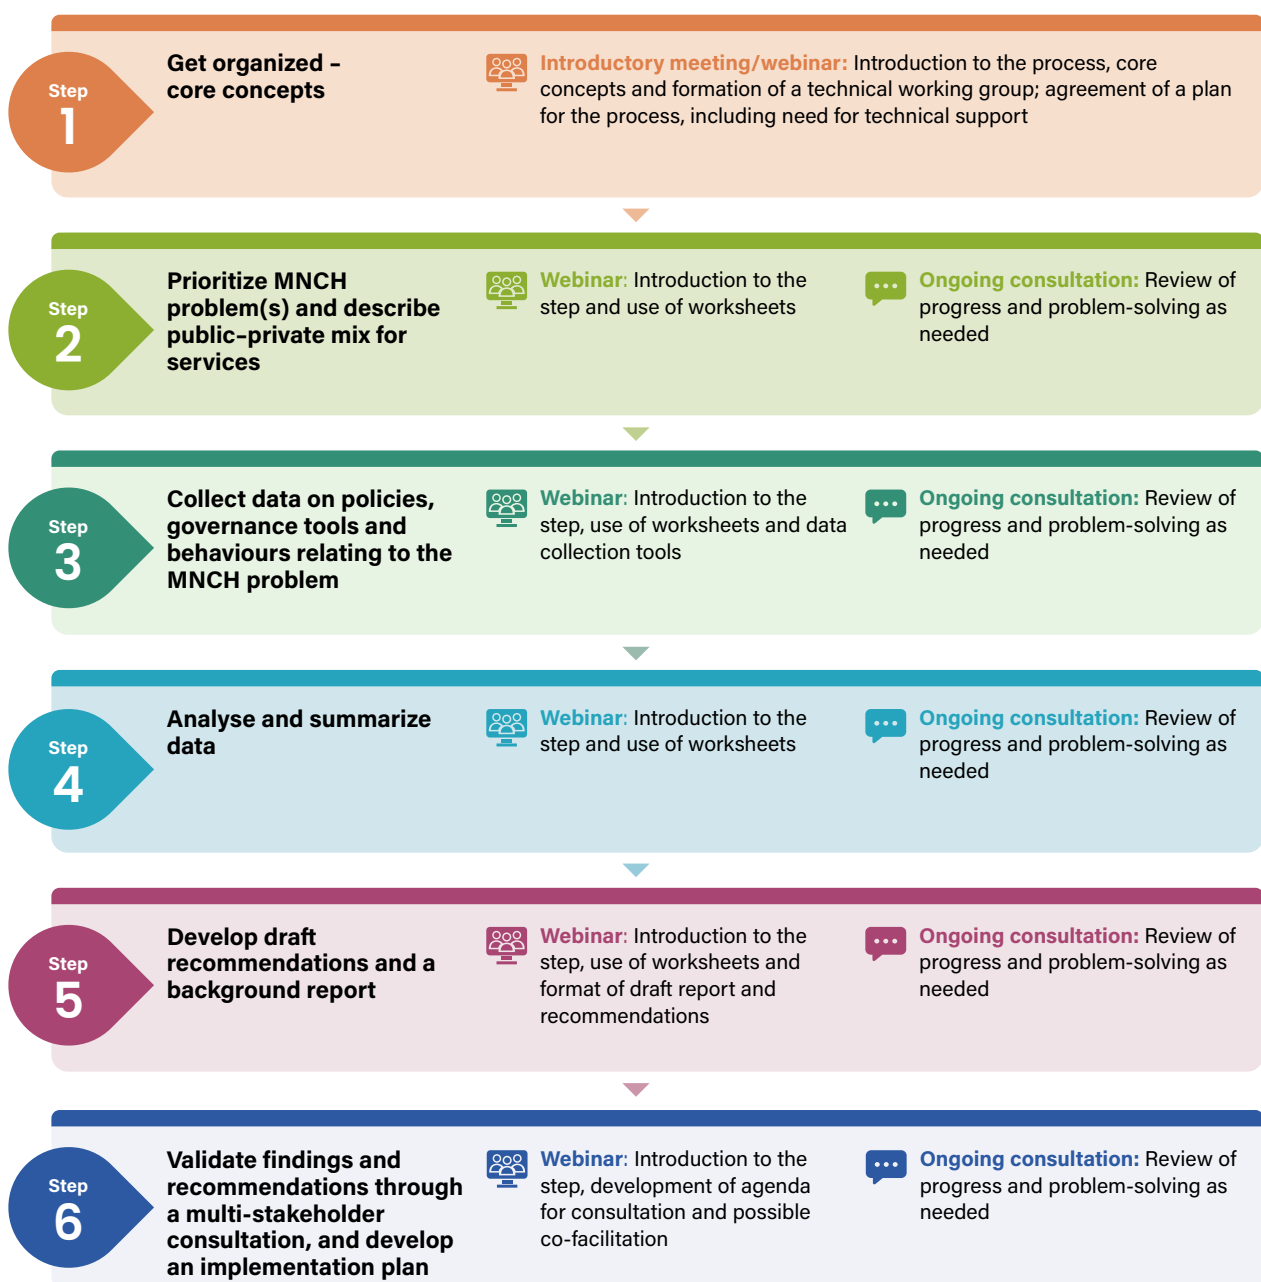 Step
1
Get organized –
core concepts
Introductory meeting/webinar: Introduction to the process, core
concepts and formation of a technical working group; agreement of a plan
for the process, including need for technical support
Step
2
Prioritize MNCH
problem(s) and describe
public–private mix for
services
Webinar: Introduction to the
step and use of worksheets
Ongoing consultation: Review of
progress and problem-solving as
needed
Step
3
Collect data on policies,
governance tools and
behaviours relating to the
MNCH problem
Webinar: Introduction to the
step, use of worksheets and data
collection tools
Ongoing consultation: Review of
progress and problem-solving as
needed
Step
4
Analyse and summarize
data
Webinar: Introduction to the
step and use of worksheets
Ongoing consultation: Review of
progress and problem-solving as
needed
Step
5
Develop draft
recommendations and a
background report
Webinar: Introduction to the
step, use of worksheets and
format of draft report and
recommendations
Ongoing consultation: Review of
progress and problem-solving as
needed
Step
6
Validate findings and
recommendations through
a multi-stakeholder
consultation, and develop
an implementation plan
Webinar: Introduction to the
step, development of agenda
for consultation and possible
co-facilitation
Ongoing consultation: Review of
progress and problem-solving as
needed